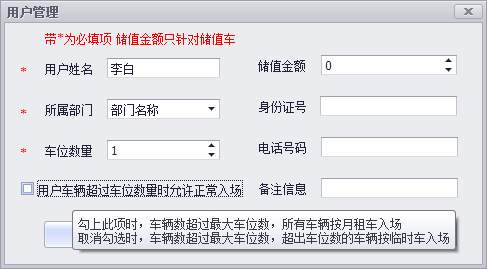 用户管理
带*为必填项 储值金额只针对储值车
* 用户姓名 李白 储值金额 0
* 所属部门 部门名称 身份证号
* 车位数量 1 电话号码
用户车辆超过车位数量时允许正常入场 备注信息
勾上此项时，车辆数超过最大车位数，所有车辆按月租车入场
取消勾选时，车辆数超过最大车位数，超出车位数的车辆按临时车入场